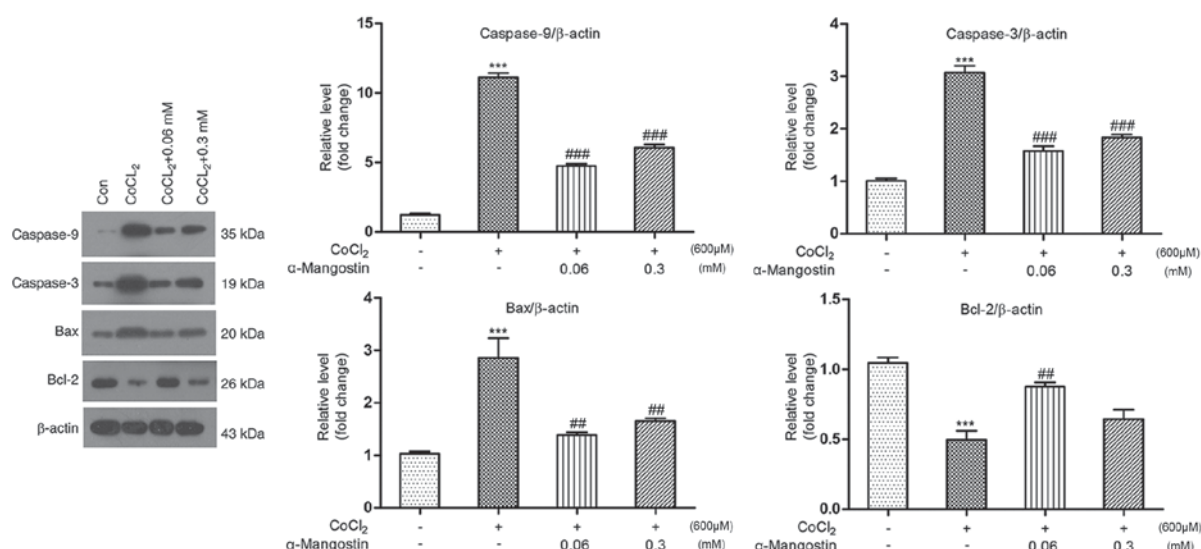 Con
CoCL₂
CoCL₂+0.06 mM
CoCL₂+0.3 mM
Caspase-9 35 kDa
Caspase-3 19 kDa
Bax 20 kDa
Bcl-2 26 kDa
β-actin 43 kDa
Caspase-9/β-actin
Relative level
(fold change)
15
10
5
0
***
###
###
CoCl₂ - + + + (600μM)
α-Mangostin - - 0.06 0.3 (mM)
Caspase-3/β-actin
Relative level
(fold change)
4
3
2
1
0
***
###
###
CoCl₂ - + + + (600μM)
α-Mangostin - - 0.06 0.3 (mM)
Bax/β-actin
Relative level
(fold change)
4
3
2
1
0
***
##
##
CoCl₂ - + + + (600μM)
α-Mangostin - - 0.06 0.3 (mM)
Bcl-2/β-actin
Relative level
(fold change)
1.5
1.0
0.5
0.0
***
##
CoCl₂ - + + + (600μM)
α-Mangostin - - 0.06 0.3 (mM)